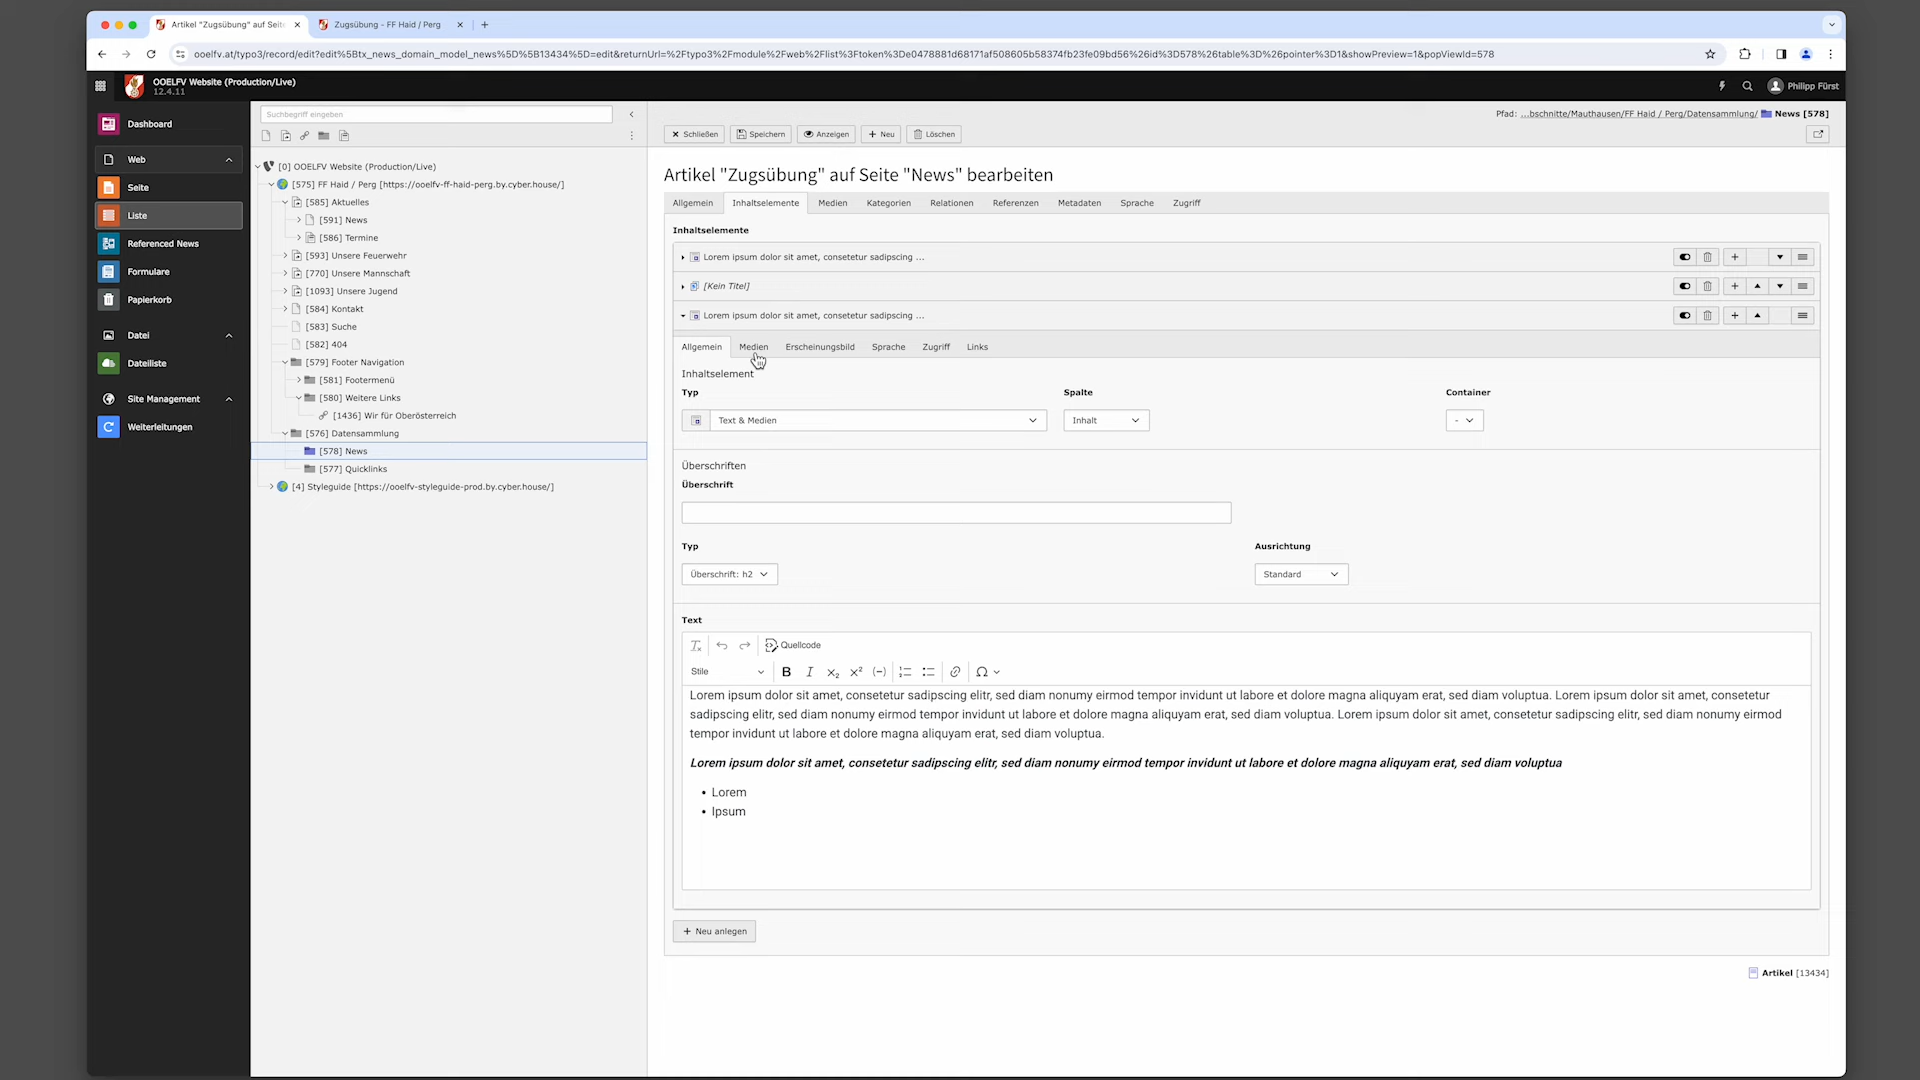 Artikel "Zugsübung" auf Seite
Zugsübung - FF Haid / Perg
ooelfv.at/typo3/record/edit?edit%5Btx_news_domain_model_news%5D%5B13434%5D=edit&returnUrl=%2Ftypo3%2Fmodule%2Fweb%2Flist%3Ftoken%3De0478881d68171af508605b58374fb23fe09bd56%26id%3D578%26table%3D%26pointer%3D1&showPreview=1&popViewId=578
OOELFV Website (Production/Live)
12.4.11
Philipp Fürst
Dashboard
Web
Seite
Liste
Referenced News
Formulare
Papierkorb
Datei
Dateiliste
Site Management
Weiterleitungen
Suchbegriff eingeben
[0] OOELFV Website (Production/Live)
[575] FF Haid / Perg [https://ooelfv-ff-haid-perg.by.cyber.house/]
[585] Aktuelles
[591] News
[586] Termine
[593] Unsere Feuerwehr
[770] Unsere Mannschaft
[1093] Unsere Jugend
[584] Kontakt
[583] Suche
[582] 404
[579] Footer Navigation
[581] Footermenü
[580] Weitere Links
[1436] Wir für Oberösterreich
[576] Datensammlung
[578] News
[577] Quicklinks
[4] Styleguide [https://ooelfv-styleguide-prod.by.cyber.house/]
Pfad: ...bschnitte/Mauthausen/FF Haid / Perg/Datensammlung/ News [578]
Schließen Speichern Anzeigen Neu Löschen
Artikel "Zugsübung" auf Seite "News" bearbeiten
Allgemein Inhaltselemente Medien Kategorien Relationen Referenzen Metadaten Sprache Zugriff
Inhaltselemente
Lorem ipsum dolor sit amet, consetetur sadipscing ...
[Kein Titel]
Lorem ipsum dolor sit amet, consetetur sadipscing ...
Allgemein Medien Erscheinungsbild Sprache Zugriff Links
Inhaltselement
Typ Spalte Container
Text & Medien Inhalt -
Überschriften
Überschrift
Typ Ausrichtung
Überschrift: h2 Standard
Text
Quellcode
Stile
Lorem ipsum dolor sit amet, consetetur sadipscing elitr, sed diam nonumy eirmod tempor invidunt ut labore et dolore magna aliquyam erat, sed diam voluptua. Lorem ipsum dolor sit amet, consetetur
sadipscing elitr, sed diam nonumy eirmod tempor invidunt ut labore et dolore magna aliquyam erat, sed diam voluptua. Lorem ipsum dolor sit amet, consetetur sadipscing elitr, sed diam nonumy eirmod
tempor invidunt ut labore et dolore magna aliquyam erat, sed diam voluptua.
Lorem ipsum dolor sit amet, consetetur sadipscing elitr, sed diam nonumy eirmod tempor invidunt ut labore et dolore magna aliquyam erat, sed diam voluptua
• Lorem
• Ipsum
+ Neu anlegen
Artikel [13434]